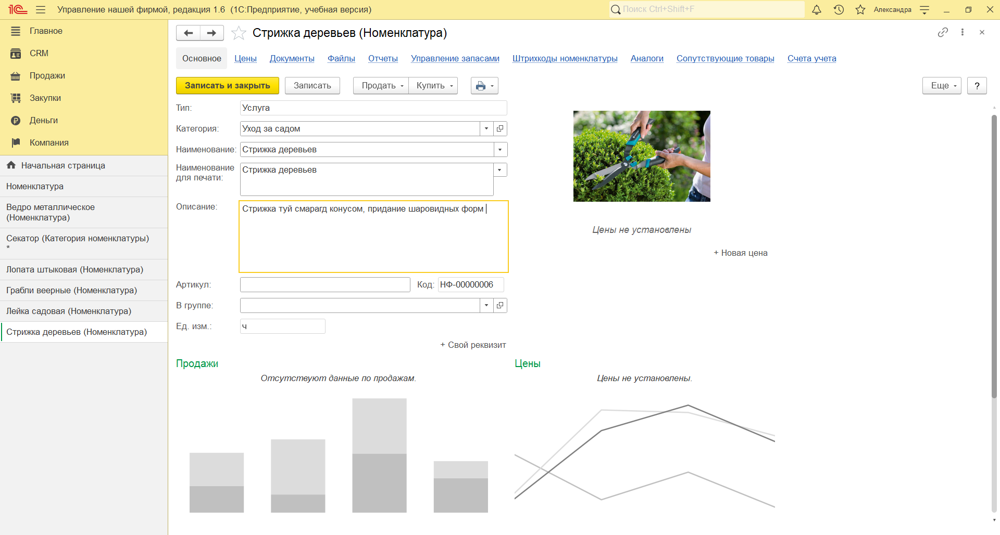 1С Управление нашей фирмой, редакция 1.6 (1С:Предприятие, учебная версия)
Поиск Ctrl+Shift+F
Александра
Главное
CRM
Продажи
Закупки
Деньги
Компания
Начальная страница
Номенклатура
Ведро металлическое
(Номенклатура)
Секатор (Категория номенклатуры)
*
Лопата штыковая (Номенклатура)
Грабли веерные (Номенклатура)
Лейка садовая (Номенклатура)
Стрижка деревьев (Номенклатура)
Стрижка деревьев (Номенклатура)
Основное Цены Документы Файлы Отчеты Управление запасами Штрихкоды номенклатуры Аналоги Сопутствующие товары Счета учета
Записать и закрыть Записать Продать Купить Еще ?
Тип: Услуга
Категория: Уход за садом
Наименование: Стрижка деревьев
Наименование
для печати: Стрижка деревьев
Описание: Стрижка туй смарагд конусом, придание шаровидных форм
Артикул: Код: НФ-00000006
В группе:
Ед. изм.: ч
+ Свой реквизит
Цены не установлены
+ Новая цена
Продажи
Отсутствуют данные по продажам.
Цены
Цены не установлены.